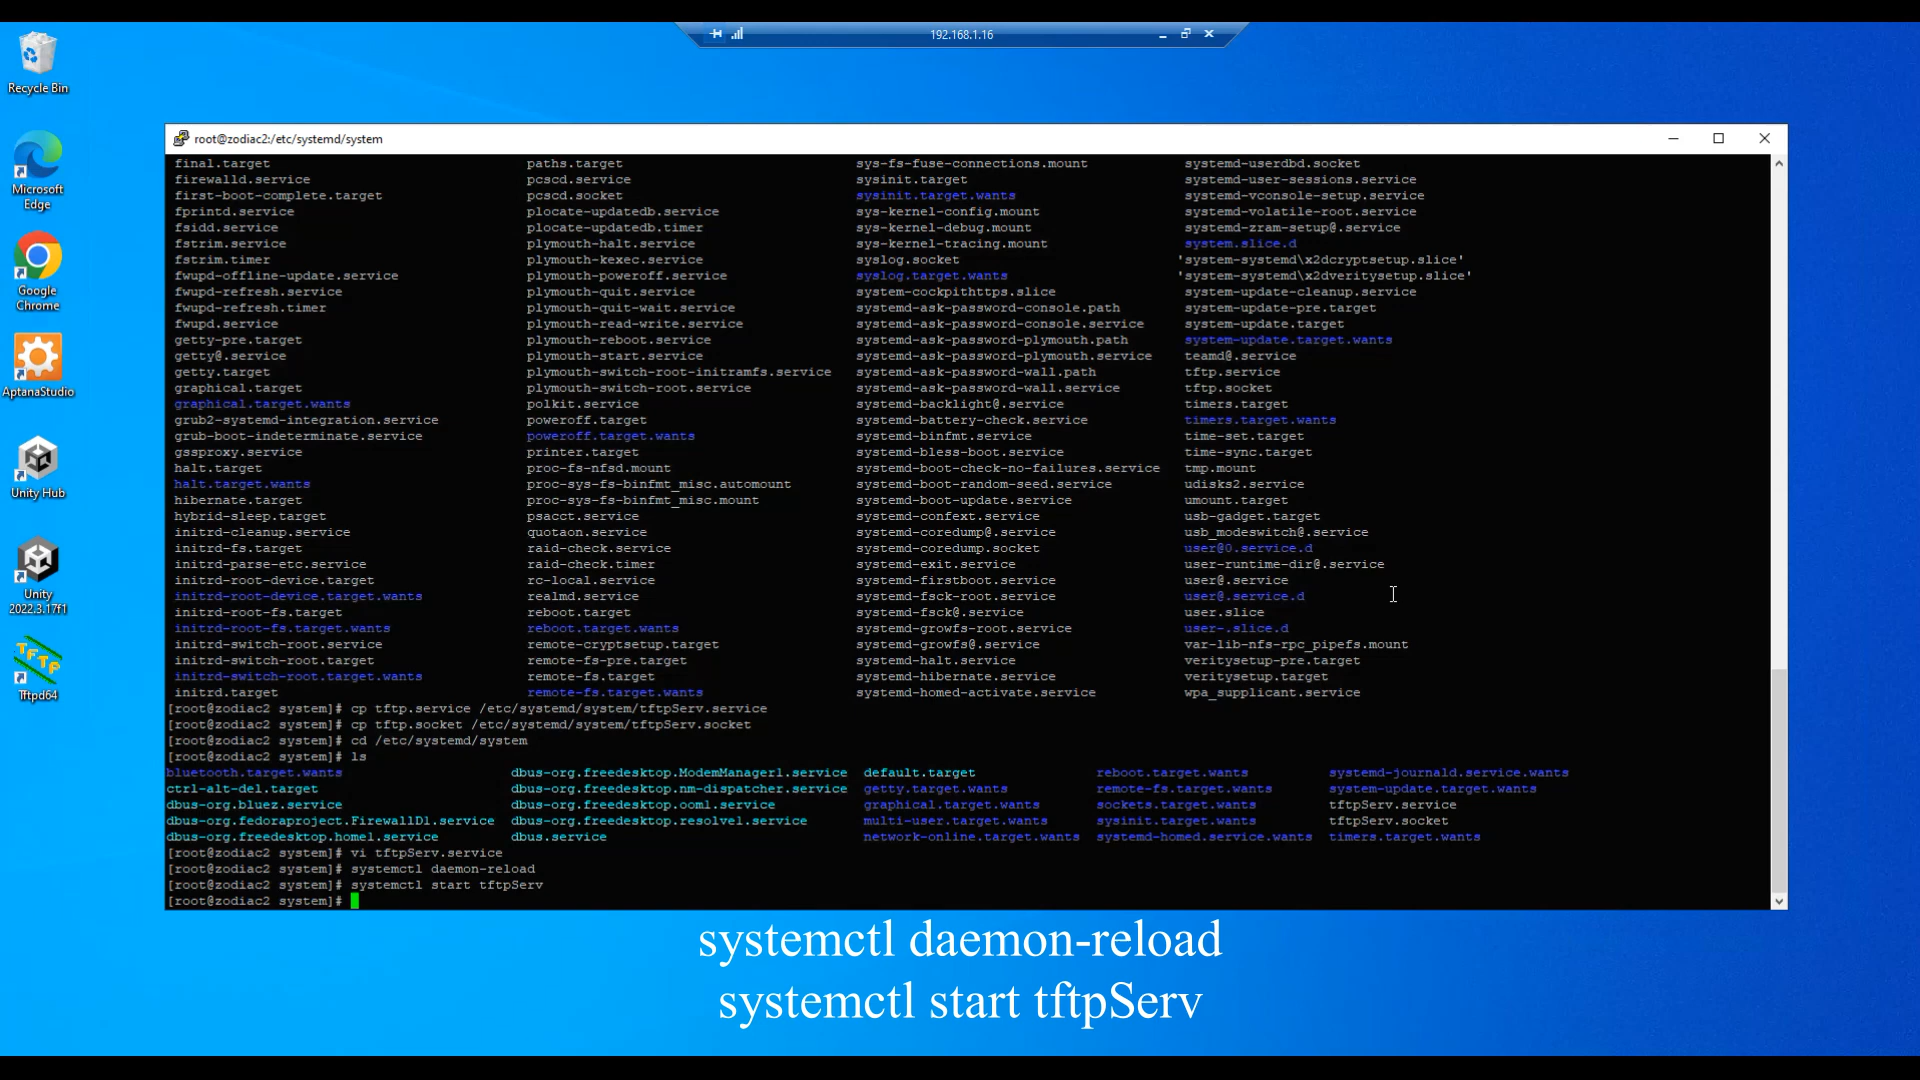 192.168.1.16
Recycle Bin
Microsoft
Edge
Google
Chrome
AptanaStudio
Unity Hub
Unity
2022.3.17f1
Tftpd64
root@zodiac2:/etc/systemd/system
final.target paths.target sys-fs-fuse-connections.mount systemd-userdbd.socket
firewalld.service pcscd.service sysinit.target systemd-user-sessions.service
first-boot-complete.target pcscd.socket sysinit.target.wants systemd-vconsole-setup.service
fprintd.service plocate-updatedb.service sys-kernel-config.mount systemd-volatile-root.service
fsidd.service plocate-updatedb.timer sys-kernel-debug.mount systemd-zram-setup@.service
fstrim.service plymouth-halt.service sys-kernel-tracing.mount system.slice.d
fstrim.timer plymouth-kexec.service syslog.socket 'system-systemd\x2dcryptsetup.slice'
fwupd-offline-update.service plymouth-poweroff.service syslog.target.wants 'system-systemd\x2dveritysetup.slice'
fwupd-refresh.service plymouth-quit.service system-cockpithttps.slice system-update-cleanup.service
fwupd-refresh.timer plymouth-quit-wait.service systemd-ask-password-console.path system-update-pre.target
fwupd.service plymouth-read-write.service systemd-ask-password-console.service system-update.target
getty-pre.target plymouth-reboot.service systemd-ask-password-plymouth.path system-update.target.wants
getty@.service plymouth-start.service systemd-ask-password-plymouth.service teamd@.service
getty.target plymouth-switch-root-initramfs.service systemd-ask-password-wall.path tftp.service
graphical.target plymouth-switch-root.service systemd-ask-password-wall.service tftp.socket
graphical.target.wants polkit.service systemd-backlight@.service timers.target
grub2-systemd-integration.service poweroff.target systemd-battery-check.service timers.target.wants
grub-boot-indeterminate.service poweroff.target.wants systemd-binfmt.service time-set.target
gssproxy.service printer.target systemd-bless-boot.service time-sync.target
halt.target proc-fs-nfsd.mount systemd-boot-check-no-failures.service tmp.mount
halt.target.wants proc-sys-fs-binfmt_misc.automount systemd-boot-random-seed.service udisks2.service
hibernate.target proc-sys-fs-binfmt_misc.mount systemd-boot-update.service umount.target
hybrid-sleep.target psacct.service systemd-confext.service usb-gadget.target
initrd-cleanup.service quotaon.service systemd-coredump@.service usb_modeswitch@.service
initrd-fs.target raid-check.service systemd-coredump.socket user@0.service.d
initrd-parse-etc.service raid-check.timer systemd-exit.service user-runtime-dir@.service
initrd-root-device.target rc-local.service systemd-firstboot.service user@.service
initrd-root-device.target.wants realmd.service systemd-fsck-root.service user@.service.d
initrd-root-fs.target reboot.target systemd-fsck@.service user.slice
initrd-root-fs.target.wants reboot.target.wants systemd-growfs-root.service user-.slice.d
initrd-switch-root.service remote-cryptsetup.target systemd-growfs@.service var-lib-nfs-rpc_pipefs.mount
initrd-switch-root.target remote-fs-pre.target systemd-halt.service veritysetup-pre.target
initrd-switch-root.target.wants remote-fs.target systemd-hibernate.service veritysetup.target
initrd.target remote-fs.target.wants systemd-homed-activate.service wpa_supplicant.service
[root@zodiac2 system]# cp tftp.service /etc/systemd/system/tftpServ.service
[root@zodiac2 system]# cp tftp.socket /etc/systemd/system/tftpServ.socket
[root@zodiac2 system]# cd /etc/systemd/system
[root@zodiac2 system]# ls
bluetooth.target.wants dbus-org.freedesktop.ModemManager1.service default.target reboot.target.wants systemd-journald.service.wants
ctrl-alt-del.target dbus-org.freedesktop.nm-dispatcher.service getty.target.wants remote-fs.target.wants system-update.target.wants
dbus-org.bluez.service dbus-org.freedesktop.oom1.service graphical.target.wants sockets.target.wants tftpServ.service
dbus-org.fedoraproject.FirewallD1.service dbus-org.freedesktop.resolve1.service multi-user.target.wants sysinit.target.wants tftpServ.socket
dbus-org.freedesktop.home1.service dbus.service network-online.target.wants systemd-homed.service.wants timers.target.wants
[root@zodiac2 system]# vi tftpServ.service
[root@zodiac2 system]# systemctl daemon-reload
[root@zodiac2 system]# systemctl start tftpServ
[root@zodiac2 system]#
systemctl daemon-reload
systemctl start tftpServ